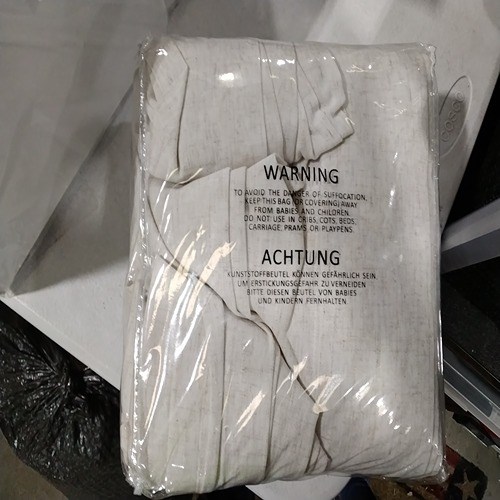 WARNING
TO AVOID THE DANGER OF SUFFOCATION,
KEEP THIS BAG (OR COVERING) AWAY
FROM BABIES AND CHILDREN.
DO NOT USE IN CRIBS, COTS, BEDS,
CARRIAGE, PRAMS OR PLAYPENS.
ACHTUNG
KUNSTSTOFFBEUTEL KÖNNEN GEFÄHRLICH SEIN.
UM ERSTICKUNGSGEFAHR ZU VERNEIDEN
BITTE DIESEN BEUTEL VON BABIES
UND KINDERN FERNHALTEN.